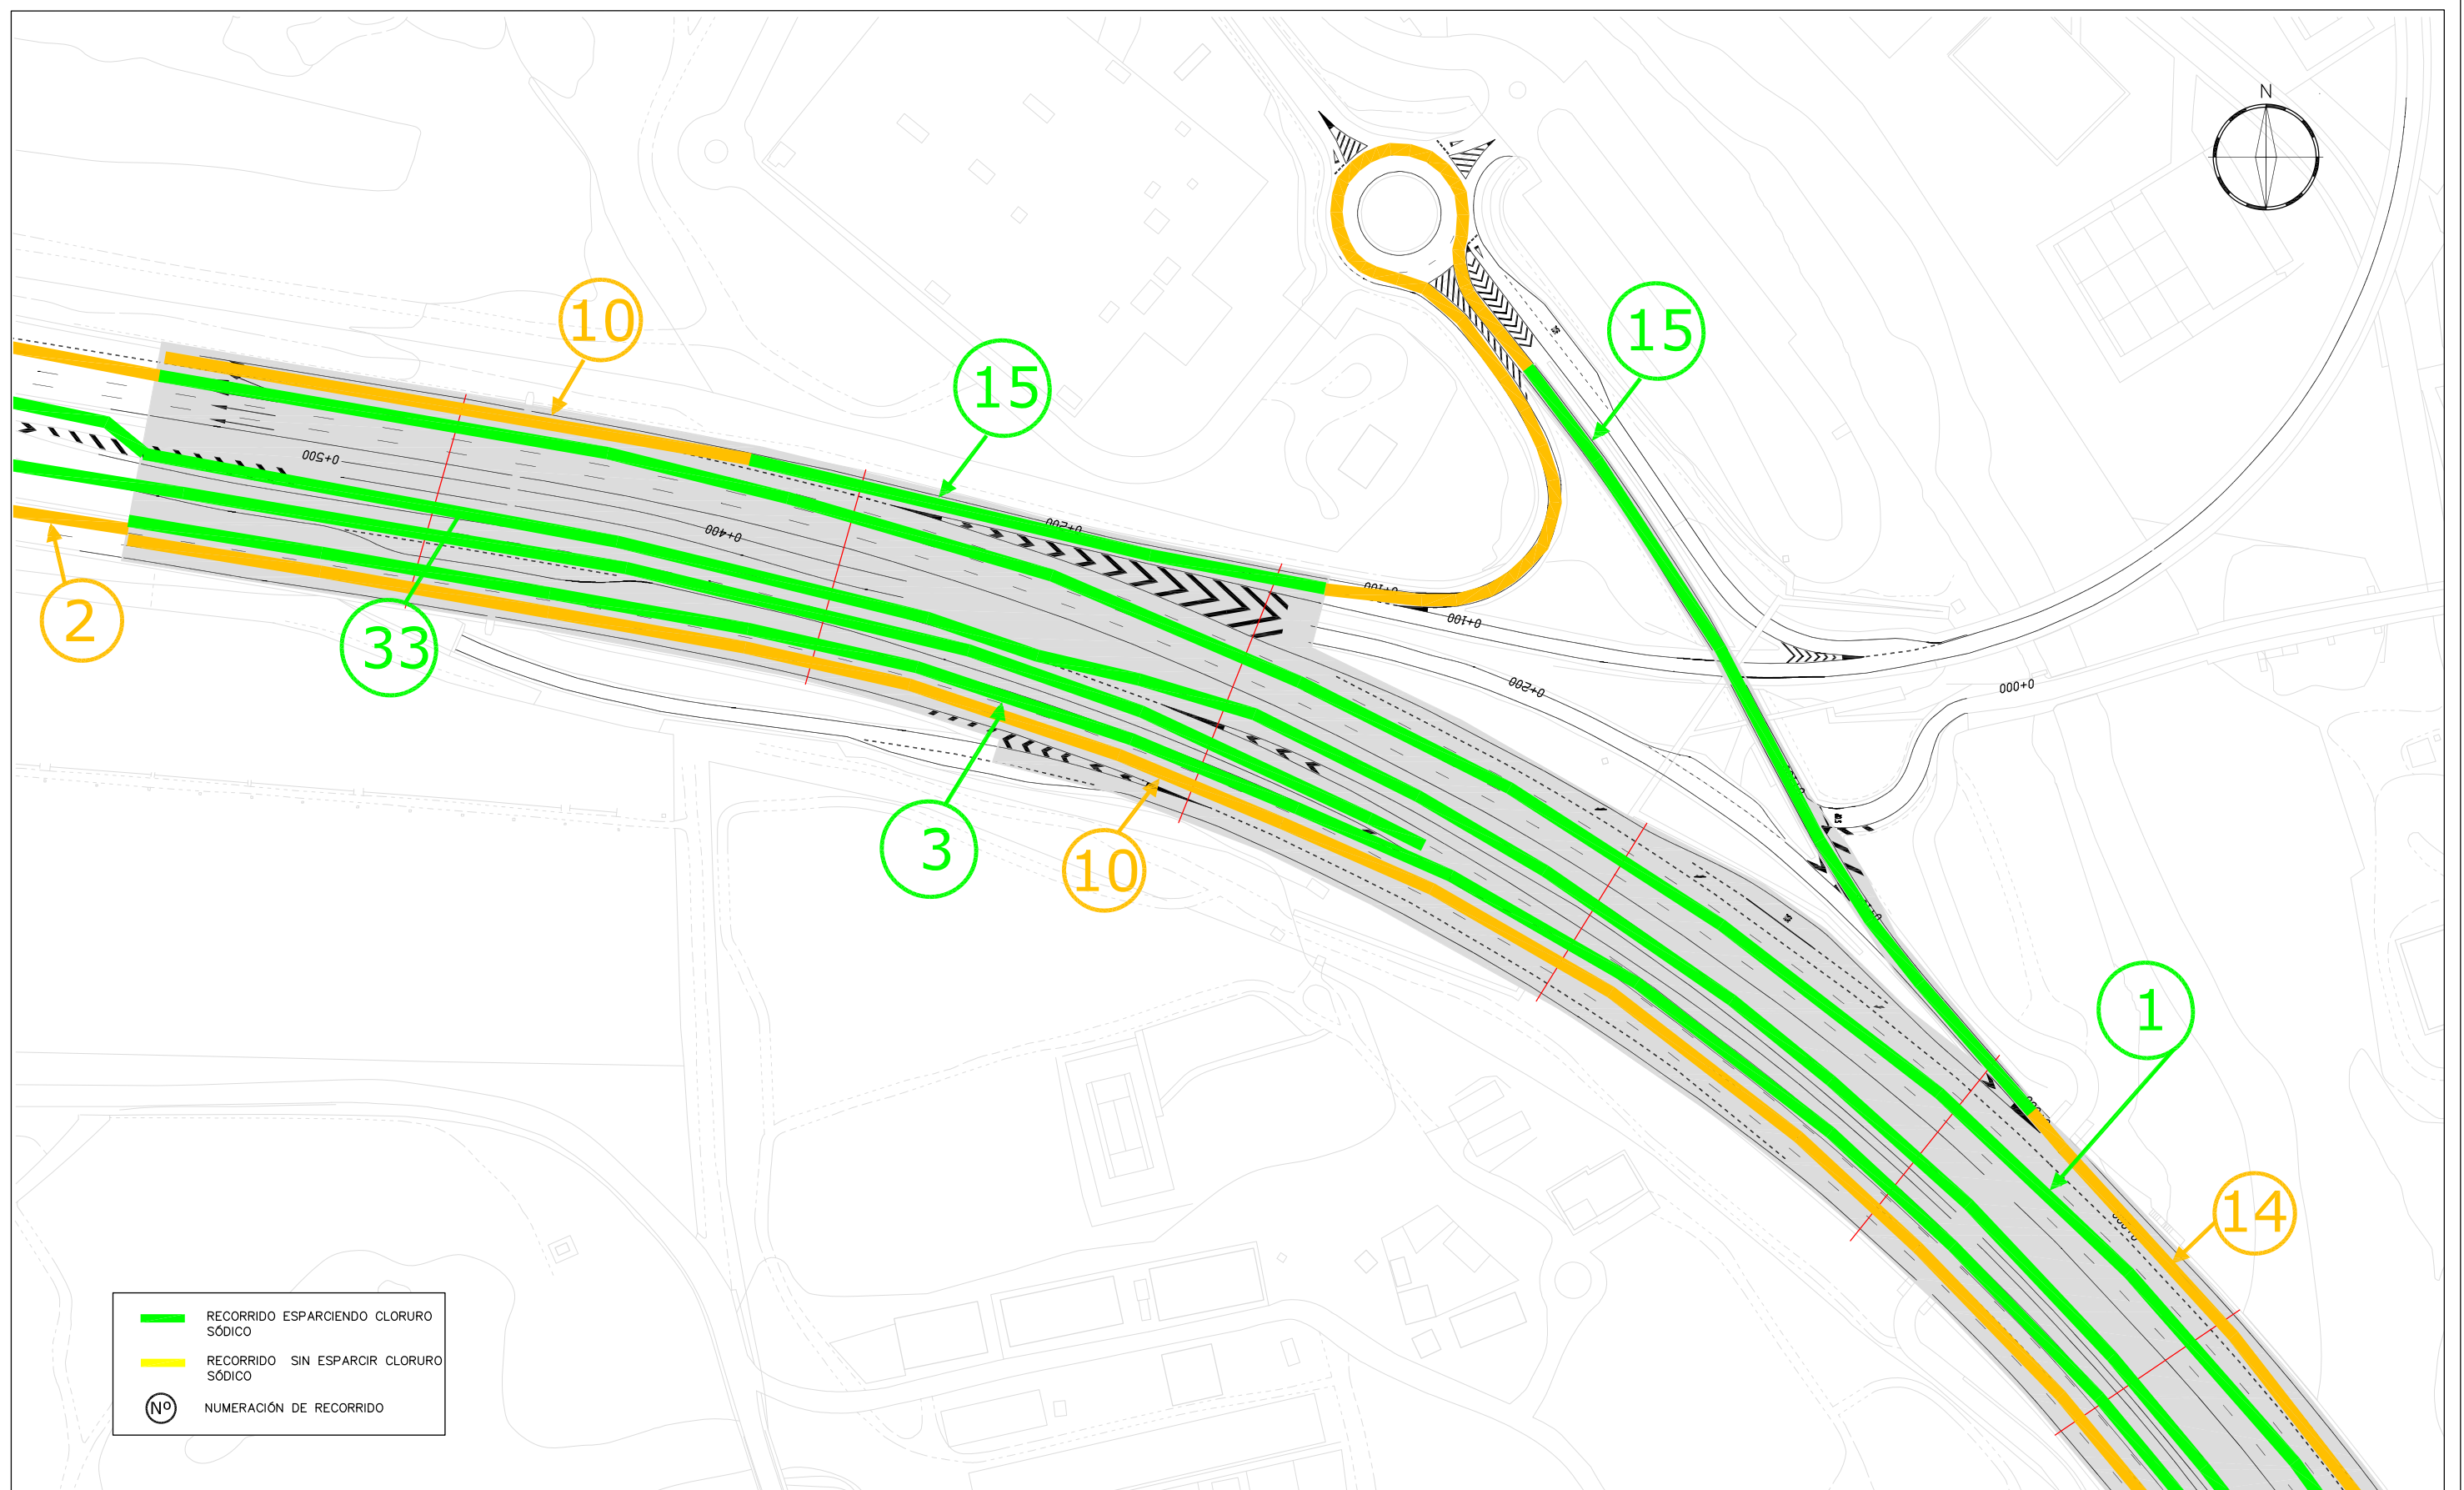 N
10
15
15
0+500
0+400
0+200
0+100
0+100
0+200
0+000
2
33
3
10
1
14
RECORRIDO ESPARCIENDO CLORURO
SÓDICO
RECORRIDO SIN ESPARCIR CLORURO
SÓDICO
Nº NUMERACIÓN DE RECORRIDO